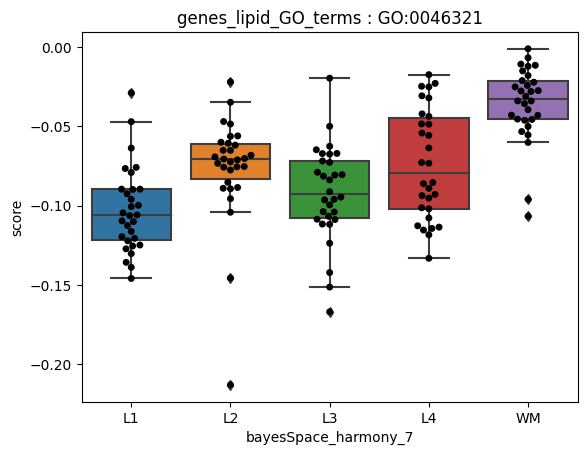 genes_lipid_GO_terms : GO:0046321
0.00
−0.05
−0.10
−0.15
−0.20
score
L1 L2 L3 L4 WM
bayesSpace_harmony_7